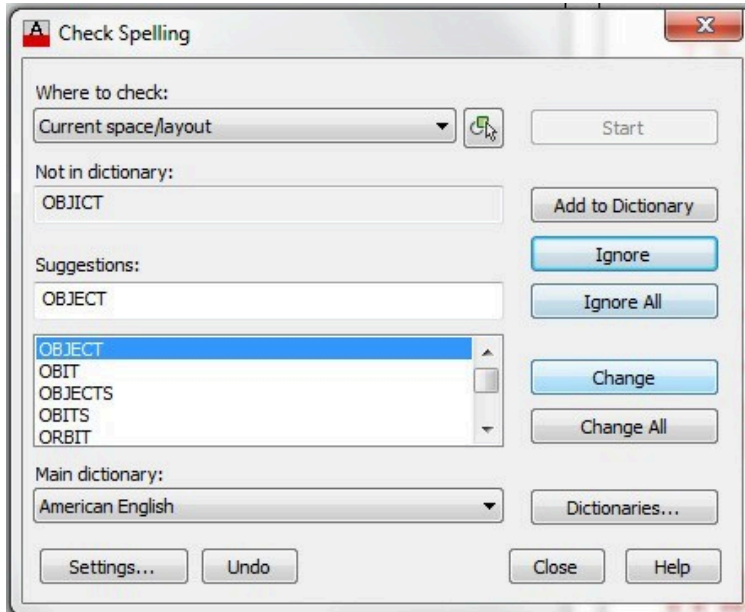 Check Spelling
Where to check:
Current space/layout
Start
Not in dictionary:
OBJICT
Add to Dictionary
Ignore
Suggestions:
OBJECT
Ignore All
OBJECT
OBIT
OBJECTS
OBITS
ORBIT
Change
Change All
Main dictionary:
American English
Dictionaries...
Settings... Undo Close Help